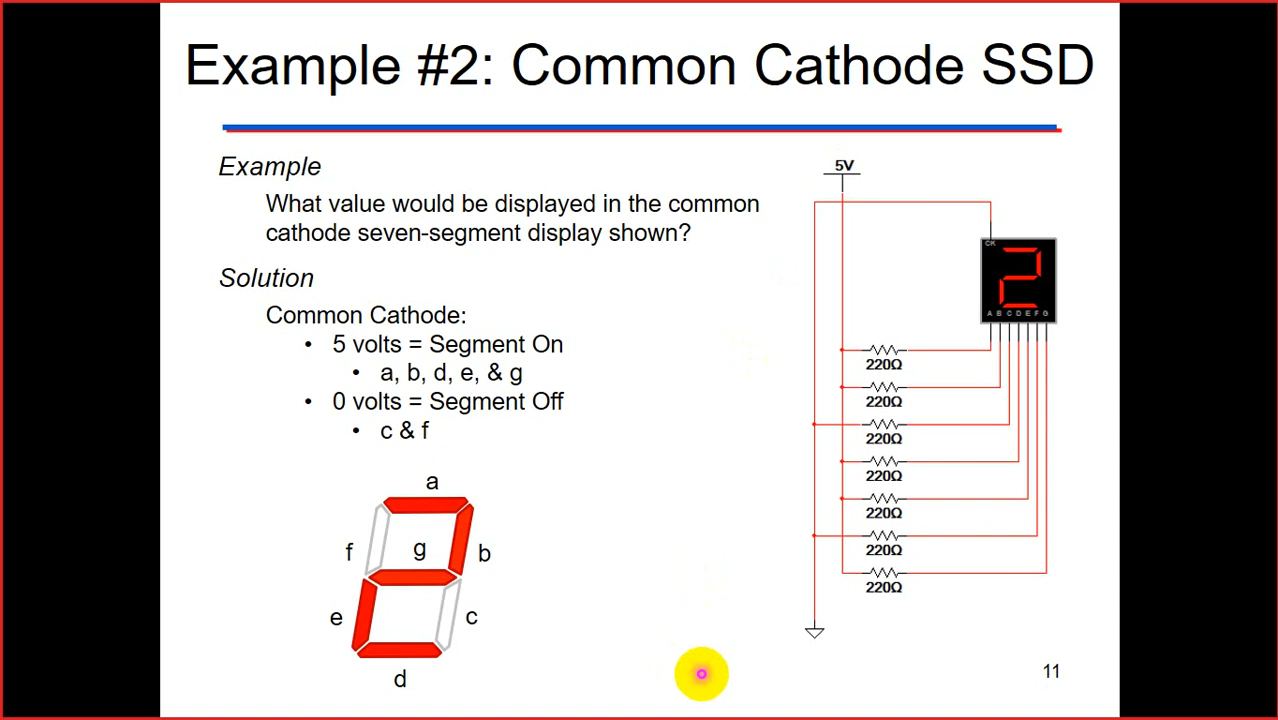 Example #2: Common Cathode SSD
Example
What value would be displayed in the common
cathode seven-segment display shown?
Solution
Common Cathode:
• 5 volts = Segment On
• a, b, d, e, & g
• 0 volts = Segment Off
• c & f
a
f
g
b
e
c
d
5V
CK
2
A B C D E F G
220Ω
220Ω
220Ω
220Ω
220Ω
220Ω
220Ω
11